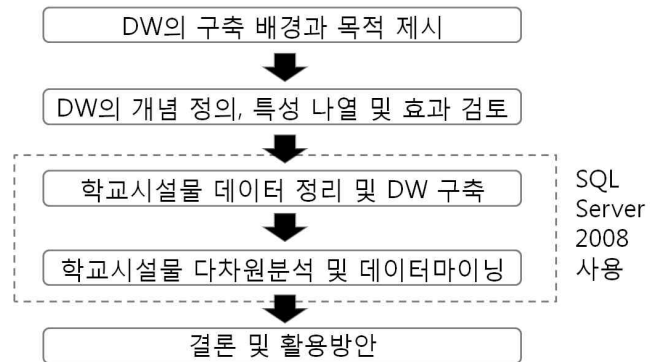 DW의 구축 배경과 목적 제시
DW의 개념 정의, 특성 나열 및 효과 검토
학교시설물 데이터 정리 및 DW 구축
학교시설물 다차원분석 및 데이터마이닝
SQL
Server
2008
사용
결론 및 활용방안